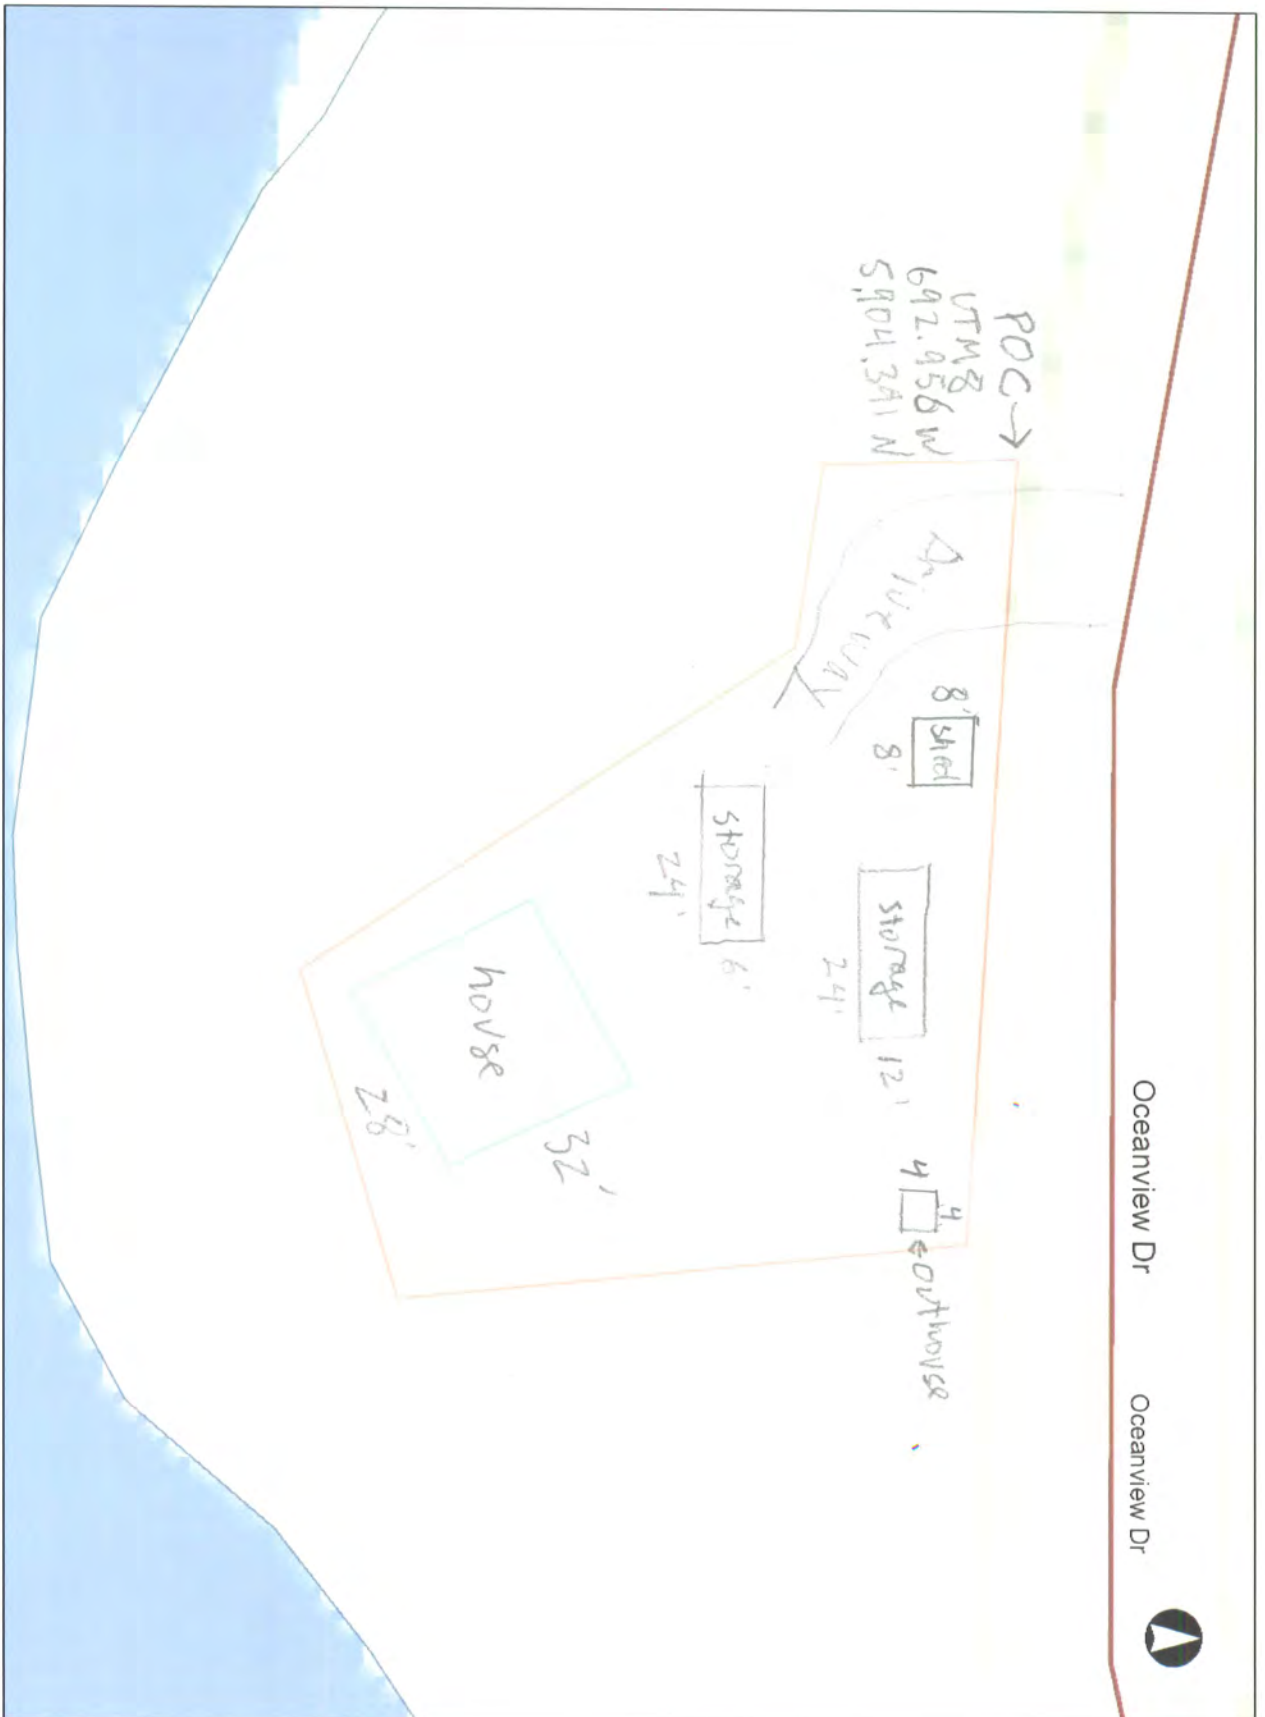 Oceanview Dr
Oceanview Dr
POC→
UTM8
692.956 W
5,904,391 N
Driveway
8'
shed
8'
storage
24'
12'
4
4
←outhouse
storage
24'
6'
house
32'
28'